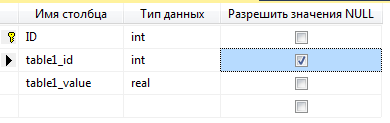 Имя столбца Тип данных Разрешить значения NULL
ID int
table1_id int
table1_value real